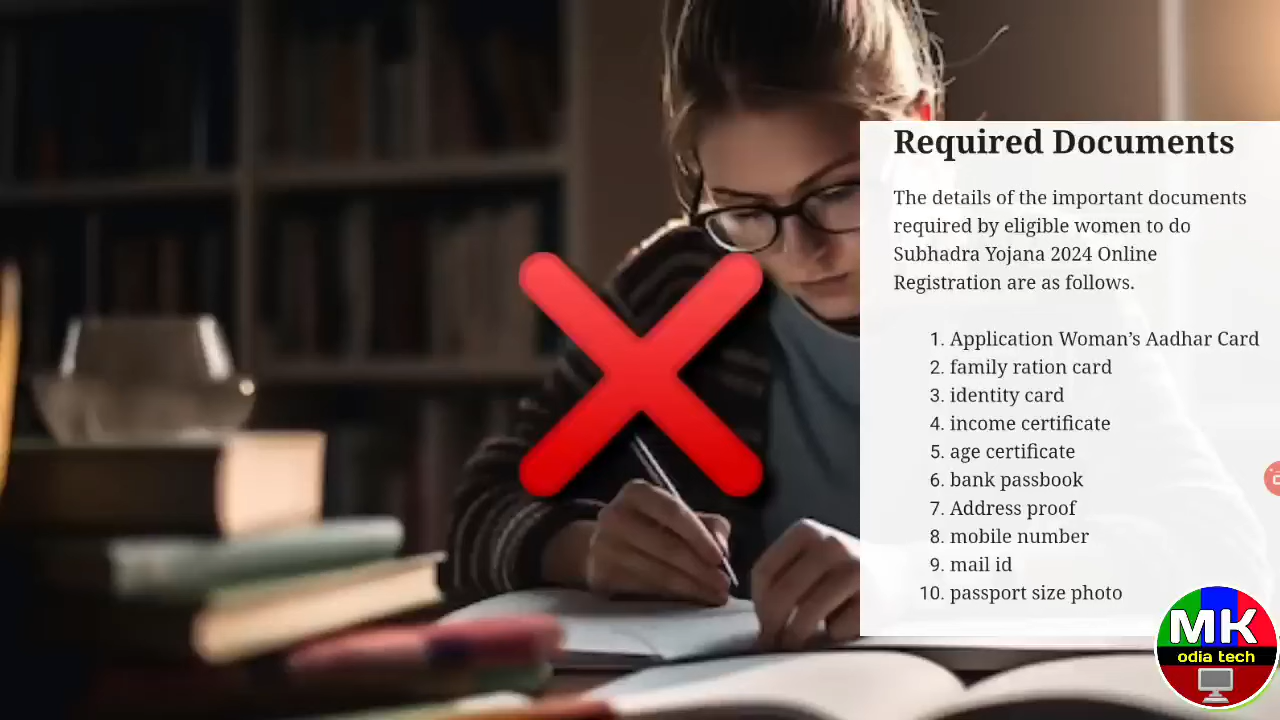 Required Documents
The details of the important documents
required by eligible women to do
Subhadra Yojana 2024 Online
Registration are as follows.
1. Application Woman’s Aadhar Card
2. family ration card
3. identity card
4. income certificate
5. age certificate
6. bank passbook
7. Address proof
8. mobile number
9. mail id
10. passport size photo
MK
odia tech